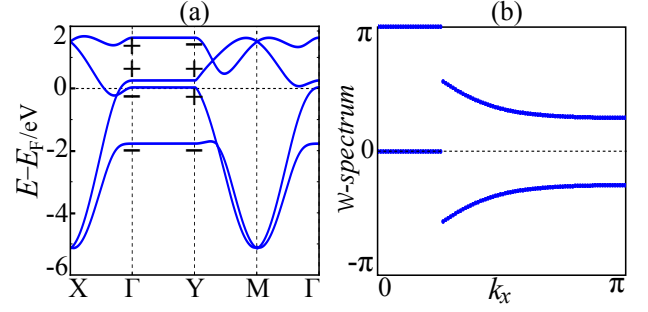 (a)
(b)
E−E_F/eV
2
0
-2
-4
-6
X Γ Y M Γ
+ −
+ +
− +
− −
W-spectrum
π
0
-π
0 k_x π